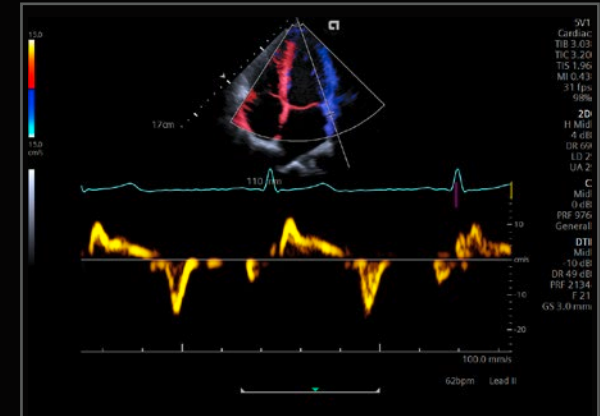 15.0
15.0
cm/s
17cm
110 mm
5V1
Cardiac
TIB 3.03
TIC 3.20
TIS 1.96
MI 0.43
31 fps
98%
2D
H Mid
4 dB
DR 69
LD 2
UA 2
C
Mid
0 dB
PRF 976
General
DTI
Mid
-10 dB
DR 49 dB
PRF 2134
F 21
GS 3.0 mm
10
cm/s
-10
-20
100.0 mm/s
62bpm Lead II